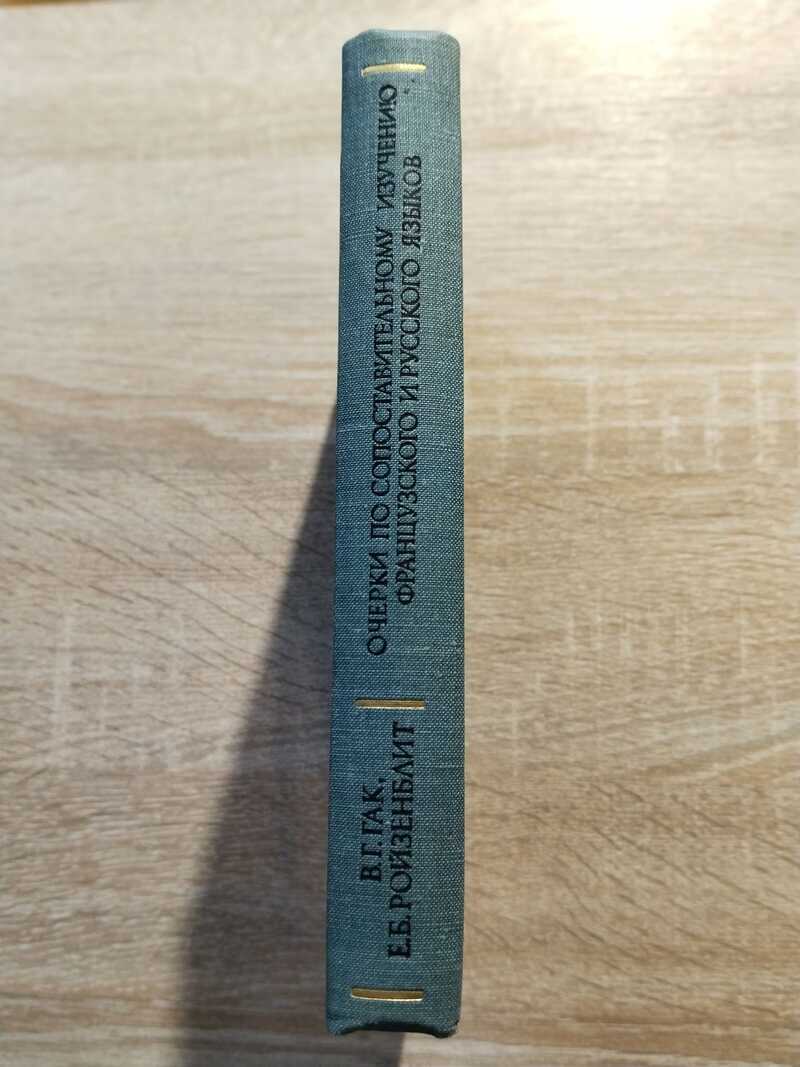 В.Г.ГАК,
Е.Б.РОЙЗЕНБЛИТ
ОЧЕРКИ ПО СОПОСТАВИТЕЛЬНОМУ ИЗУЧЕНИЮ
ФРАНЦУЗСКОГО И РУССКОГО ЯЗЫКОВ